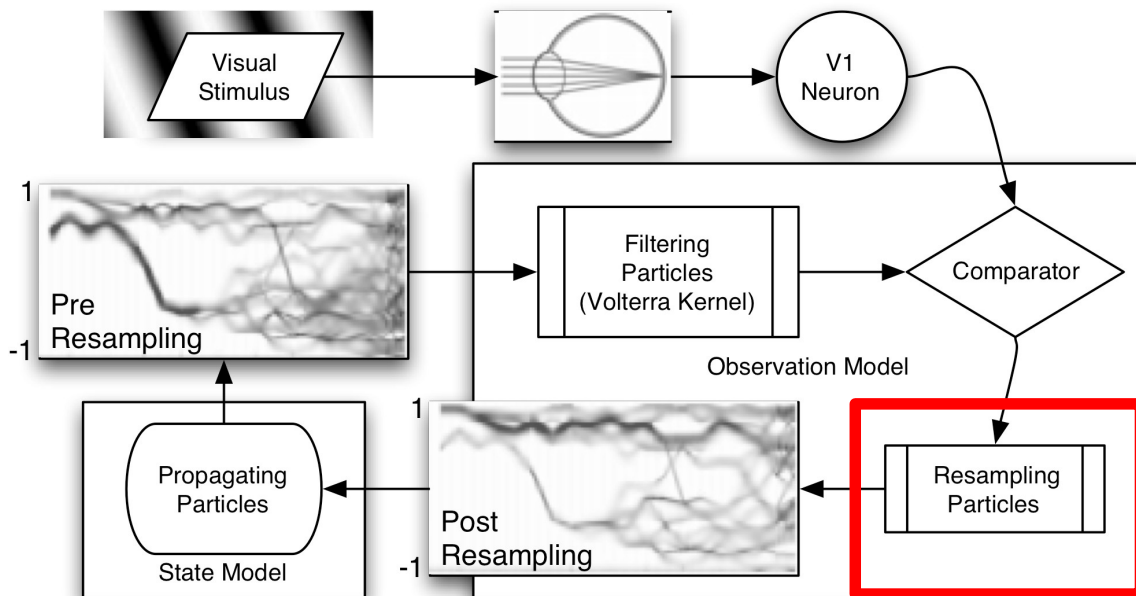 Visual
Stimulus
V1
Neuron
1
Pre
Resampling
-1
Filtering
Particles
(Volterra Kernel)
Comparator
Observation Model
Propagating
Particles
State Model
1
Post
Resampling
-1
Resampling
Particles